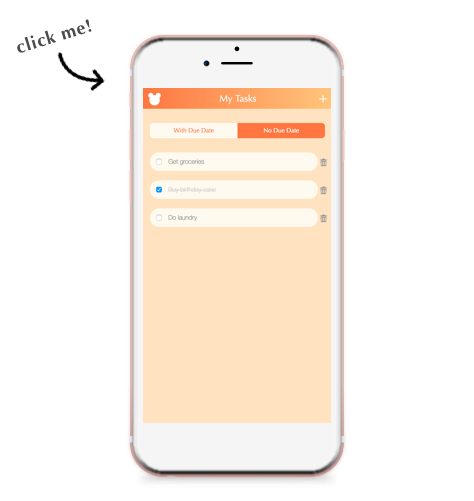 click me!
My Tasks
With Due Date No Due Date
Get groceries
Buy birthday cake
Do laundry